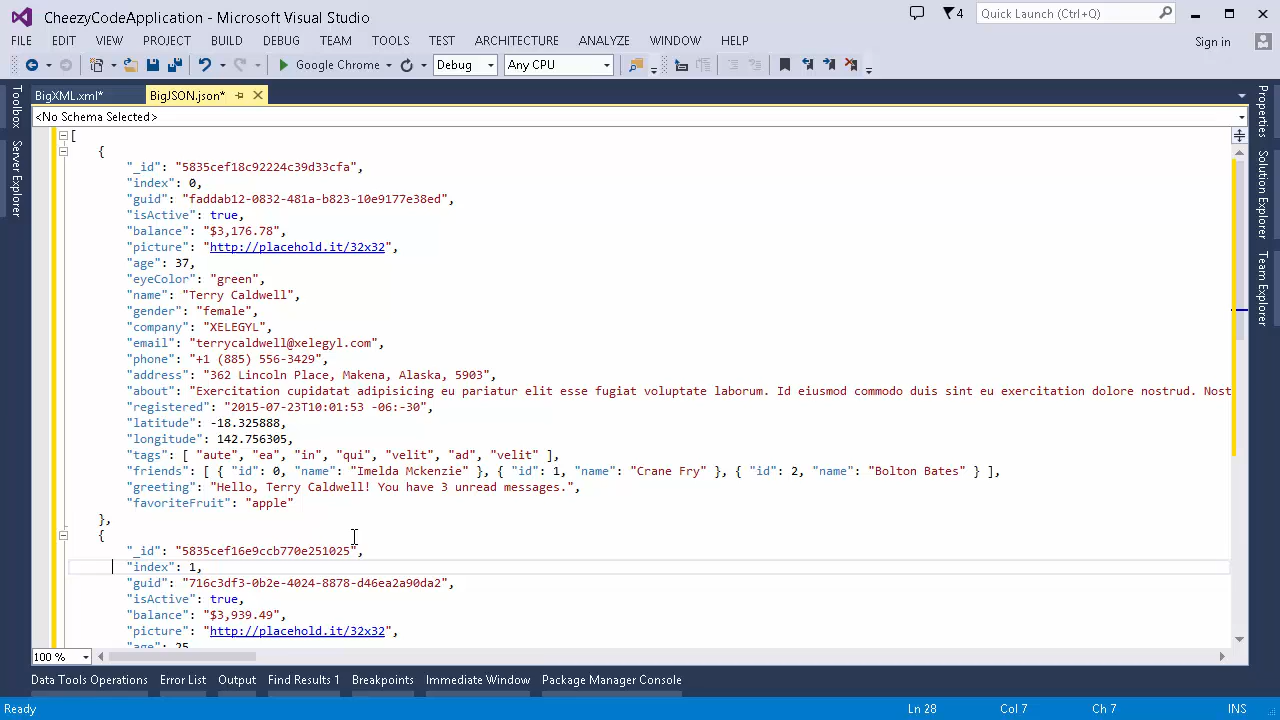 CheezyCodeApplication - Microsoft Visual Studio
4
Quick Launch (Ctrl+Q)
FILE EDIT VIEW PROJECT BUILD DEBUG TEAM TOOLS TEST ARCHITECTURE ANALYZE WINDOW HELP
Sign in
Google Chrome Debug Any CPU
BigXML.xml* BigJSON.json*
<No Schema Selected>
Toolbox
Server Explorer
Properties
Solution Explorer
Team Explorer
[
{
"_id": "5835cef18c92224c39d33cfa",
"index": 0,
"guid": "faddab12-0832-481a-b823-10e9177e38ed",
"isActive": true,
"balance": "$3,176.78",
"picture": "http://placehold.it/32x32",
"age": 37,
"eyeColor": "green",
"name": "Terry Caldwell",
"gender": "female",
"company": "XELEGYL",
"email": "terrycaldwell@xelegyl.com",
"phone": "+1 (885) 556-3429",
"address": "362 Lincoln Place, Makena, Alaska, 5903",
"about": "Exercitation cupidatat adipisicing eu pariatur elit esse fugiat voluptate laborum. Id eiusmod commodo duis sint eu exercitation dolore nostrud. Nost
"registered": "2015-07-23T10:01:53 -06:-30",
"latitude": -18.325888,
"longitude": 142.756305,
"tags": [ "aute", "ea", "in", "qui", "velit", "ad", "velit" ],
"friends": [ { "id": 0, "name": "Imelda Mckenzie" }, { "id": 1, "name": "Crane Fry" }, { "id": 2, "name": "Bolton Bates" } ],
"greeting": "Hello, Terry Caldwell! You have 3 unread messages.",
"favoriteFruit": "apple"
},
{
"_id": "5835cef16e9ccb770e251025",
"index": 1,
"guid": "716c3df3-0b2e-4024-8878-d46ea2a90da2",
"isActive": true,
"balance": "$3,939.49",
"picture": "http://placehold.it/32x32",
"age": 25
100 %
Data Tools Operations Error List Output Find Results 1 Breakpoints Immediate Window Package Manager Console
Ready Ln 28 Col 7 Ch 7 INS